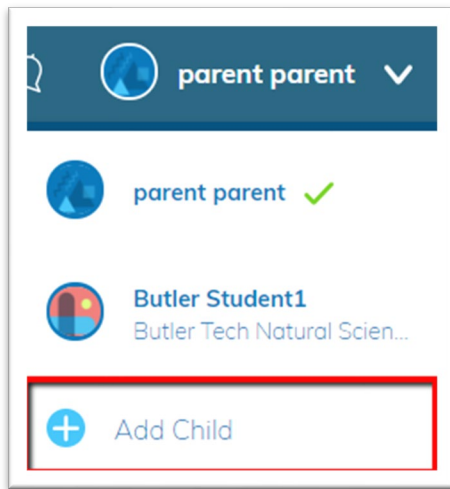 parent parent
parent parent
Butler Student1
Butler Tech Natural Scien...
Add Child